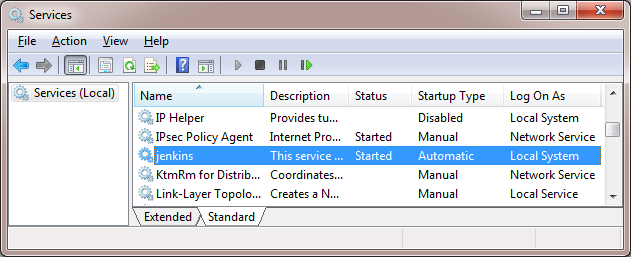 Services
File Action View Help
Services (Local)
Name Description Status Startup Type Log On As
IP Helper Provides tu... Disabled Local System
IPsec Policy Agent Internet Pro... Started Manual Network Service
jenkins This service ... Started Automatic Local System
KtmRm for Distrib... Coordinates... Manual Network Service
Link-Layer Topolo... Creates a N... Manual Local Service
Extended Standard